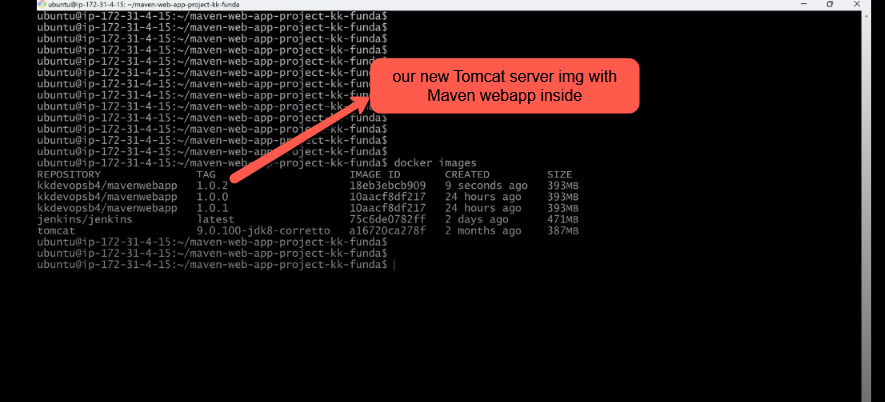 ubuntu@ip-172-31-4-15: ~/maven-web-app-project-kk-funda
ubuntu@ip-172-31-4-15:~/maven-web-app-project-kk-funda$
ubuntu@ip-172-31-4-15:~/maven-web-app-project-kk-funda$
ubuntu@ip-172-31-4-15:~/maven-web-app-project-kk-funda$
ubuntu@ip-172-31-4-15:~/maven-web-app-project-kk-funda$
ubuntu@ip-172-31-4-15:~/maven-web-app-project-kk-funda$
ubuntu@ip-172-31-4-15:~/maven-web-app-project-kk-funda$
ubuntu@ip-172-31-4-15:~/maven-web-app-project-kk-funda$
ubuntu@ip-172-31-4-15:~/maven-web-app-project-kk-funda$
ubuntu@ip-172-31-4-15:~/maven-web-app-project-kk-funda$
ubuntu@ip-172-31-4-15:~/maven-web-app-project-kk-funda$
ubuntu@ip-172-31-4-15:~/maven-web-app-project-kk-funda$
ubuntu@ip-172-31-4-15:~/maven-web-app-project-kk-funda$
our new Tomcat server img with
Maven webapp inside
ubuntu@ip-172-31-4-15:~/maven-web-app-project-kk-funda$ docker images
REPOSITORY TAG IMAGE ID CREATED SIZE
kkdevopsb4/mavenwebapp 1.0.2 18eb3ebcb909 9 seconds ago 393MB
kkdevopsb4/mavenwebapp 1.0.0 10aacf8df217 24 hours ago 393MB
kkdevopsb4/mavenwebapp 1.0.1 10aacf8df217 24 hours ago 393MB
jenkins/jenkins latest 75c6de0782ff 2 days ago 471MB
tomcat 9.0.100-jdk8-corretto a16720ca278f 2 months ago 387MB
ubuntu@ip-172-31-4-15:~/maven-web-app-project-kk-funda$
ubuntu@ip-172-31-4-15:~/maven-web-app-project-kk-funda$
ubuntu@ip-172-31-4-15:~/maven-web-app-project-kk-funda$